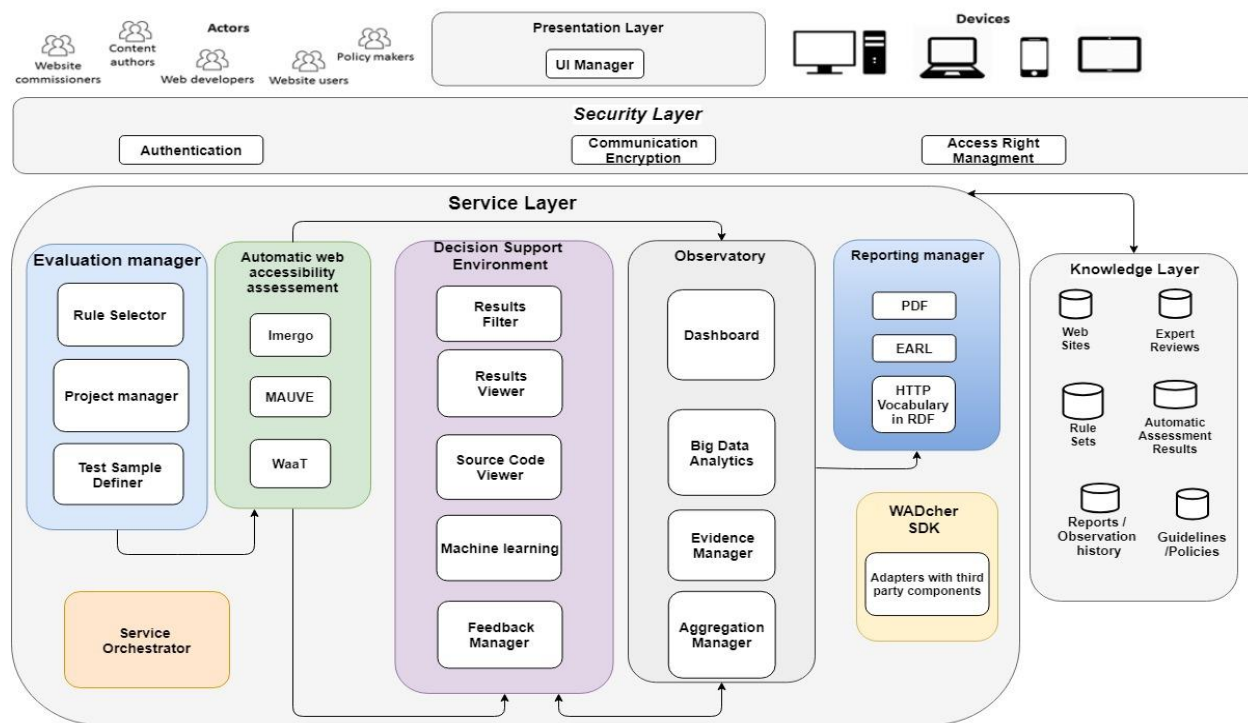 Actors
Website
commissioners
Content
authors
Web developers
Website users
Policy makers
Presentation Layer
UI Manager
Devices
Security Layer
Authentication
Communication
Encryption
Access Right
Managment
Service Layer
Evaluation manager
Rule Selector
Project manager
Test Sample
Definer
Automatic web
accessibility
assessement
Imergo
MAUVE
WaaT
Decision Support
Environment
Results
Filter
Results
Viewer
Source Code
Viewer
Machine learning
Feedback
Manager
Observatory
Dashboard
Big Data
Analytics
Evidence
Manager
Aggregation
Manager
Reporting manager
PDF
EARL
HTTP
Vocabulary
in RDF
WADcher
SDK
Adapters with third
party components
Service
Orchestrator
Knowledge Layer
Web
Sites
Expert
Reviews
Rule
Sets
Automatic
Assessment
Results
Reports /
Observation
history
Guidelines
/Policies